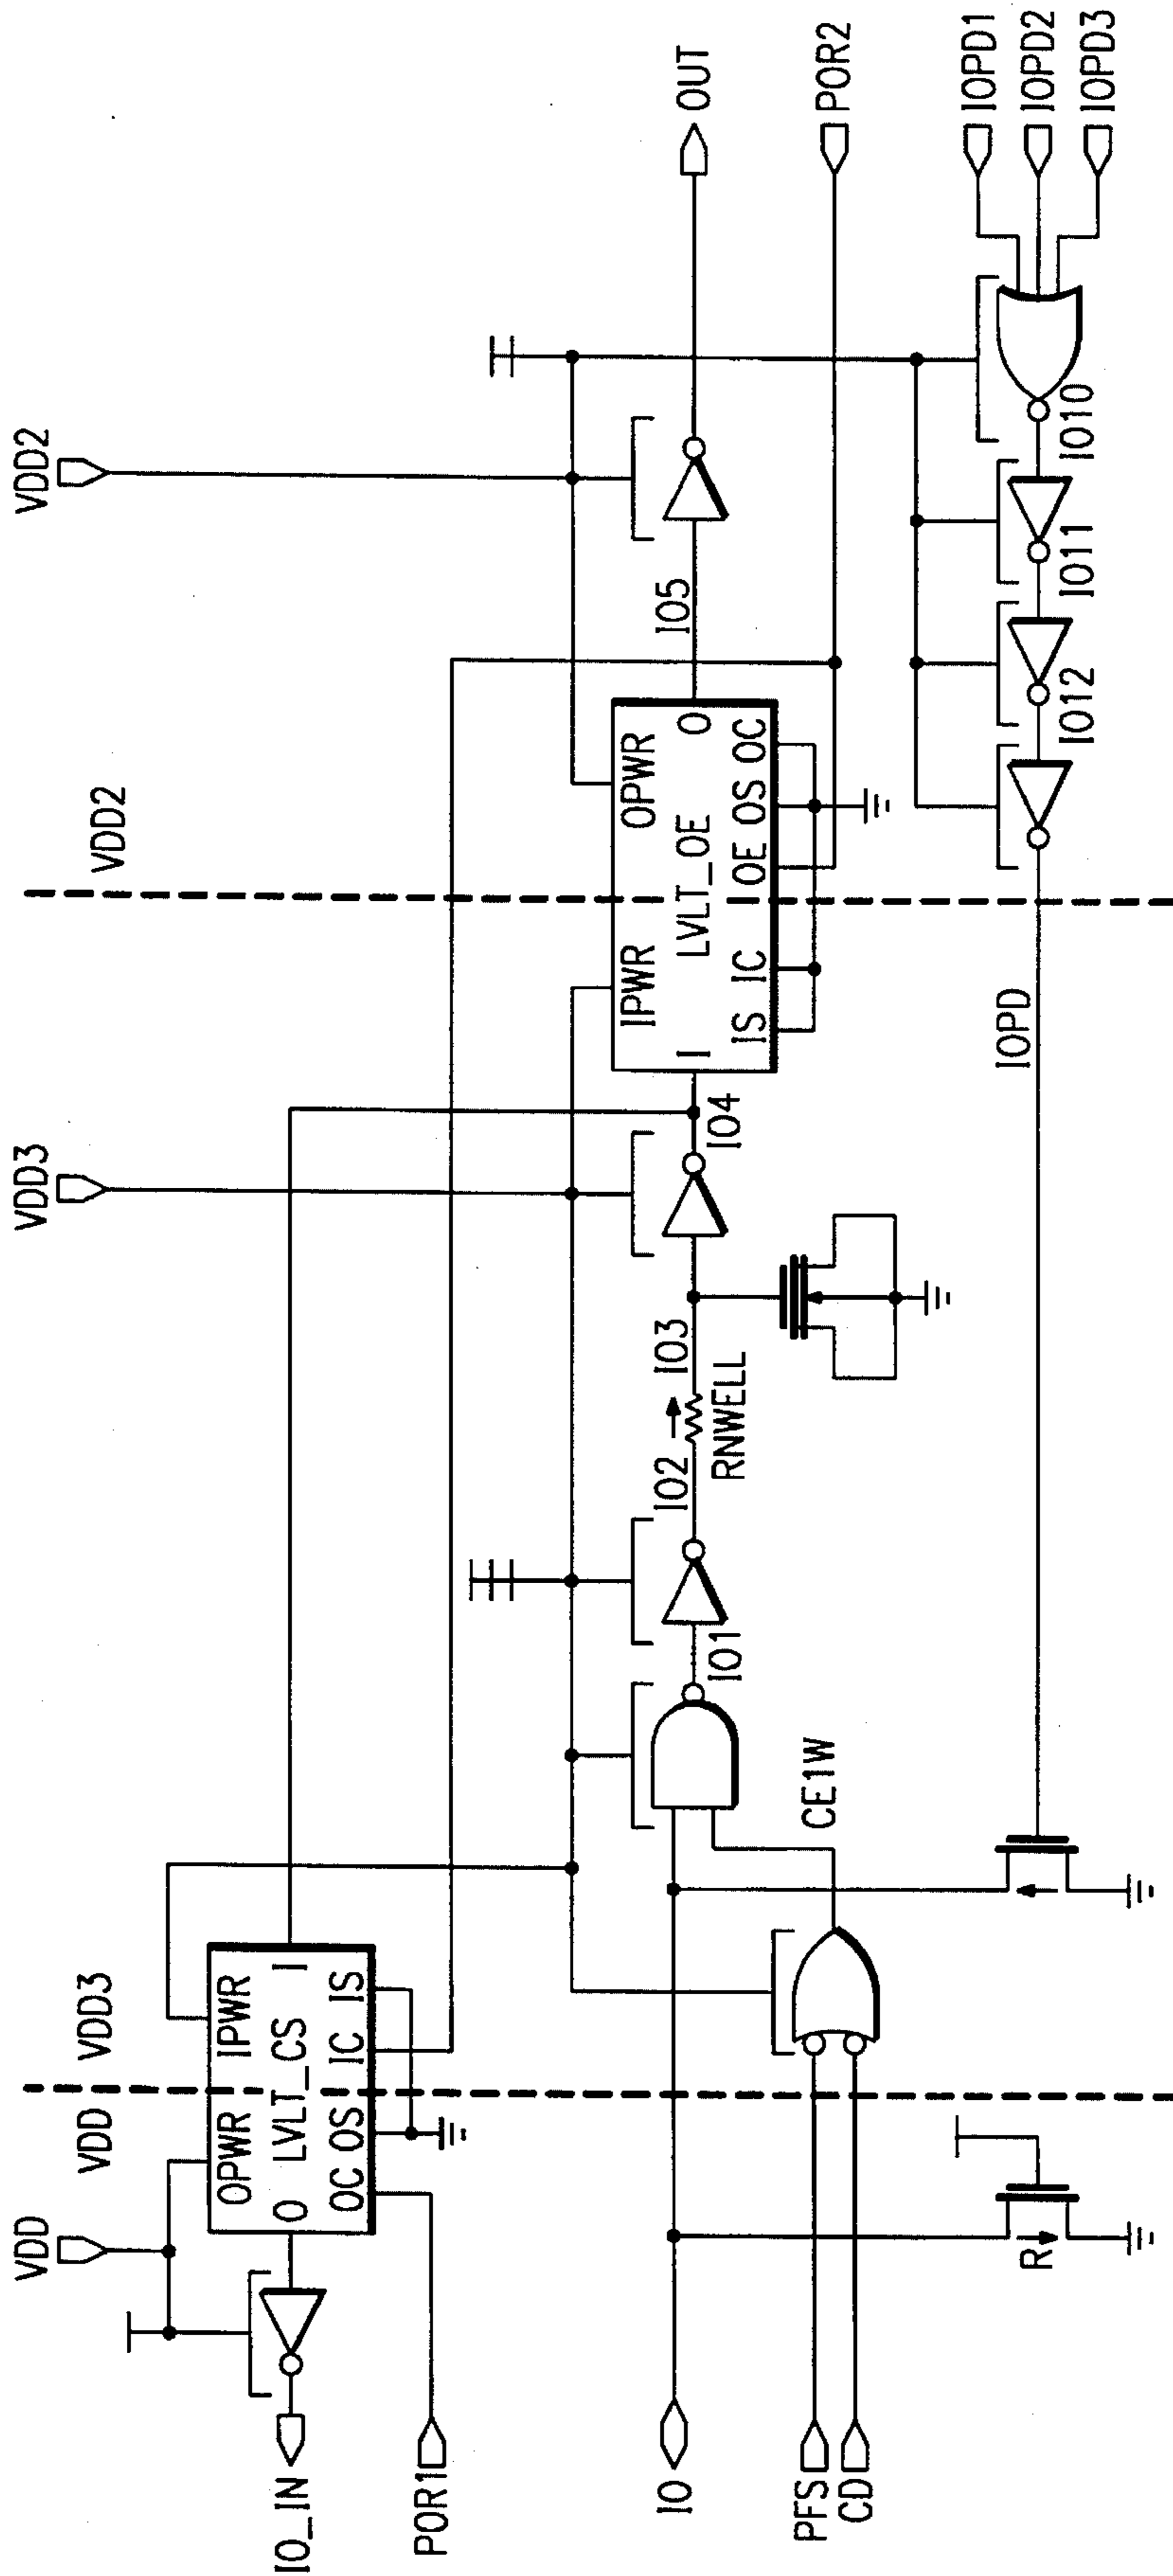 VDD
VDD VDD3
VDD3
VDD2
VDD2
OPWR IPWR
LVLT_CS
O I
OC OS IC IS
IO_IN
POR1
IPWR OPWR
LVLT_OE
I O
IS IC OE OS OC
IO
IO1
IO2
RNWELL
IO3
IO4
IO5
OUT
POR2
CE1W
PFS
CD
R
IOPD
IO12
IO11
IO10
IOPD1
IOPD2
IOPD3